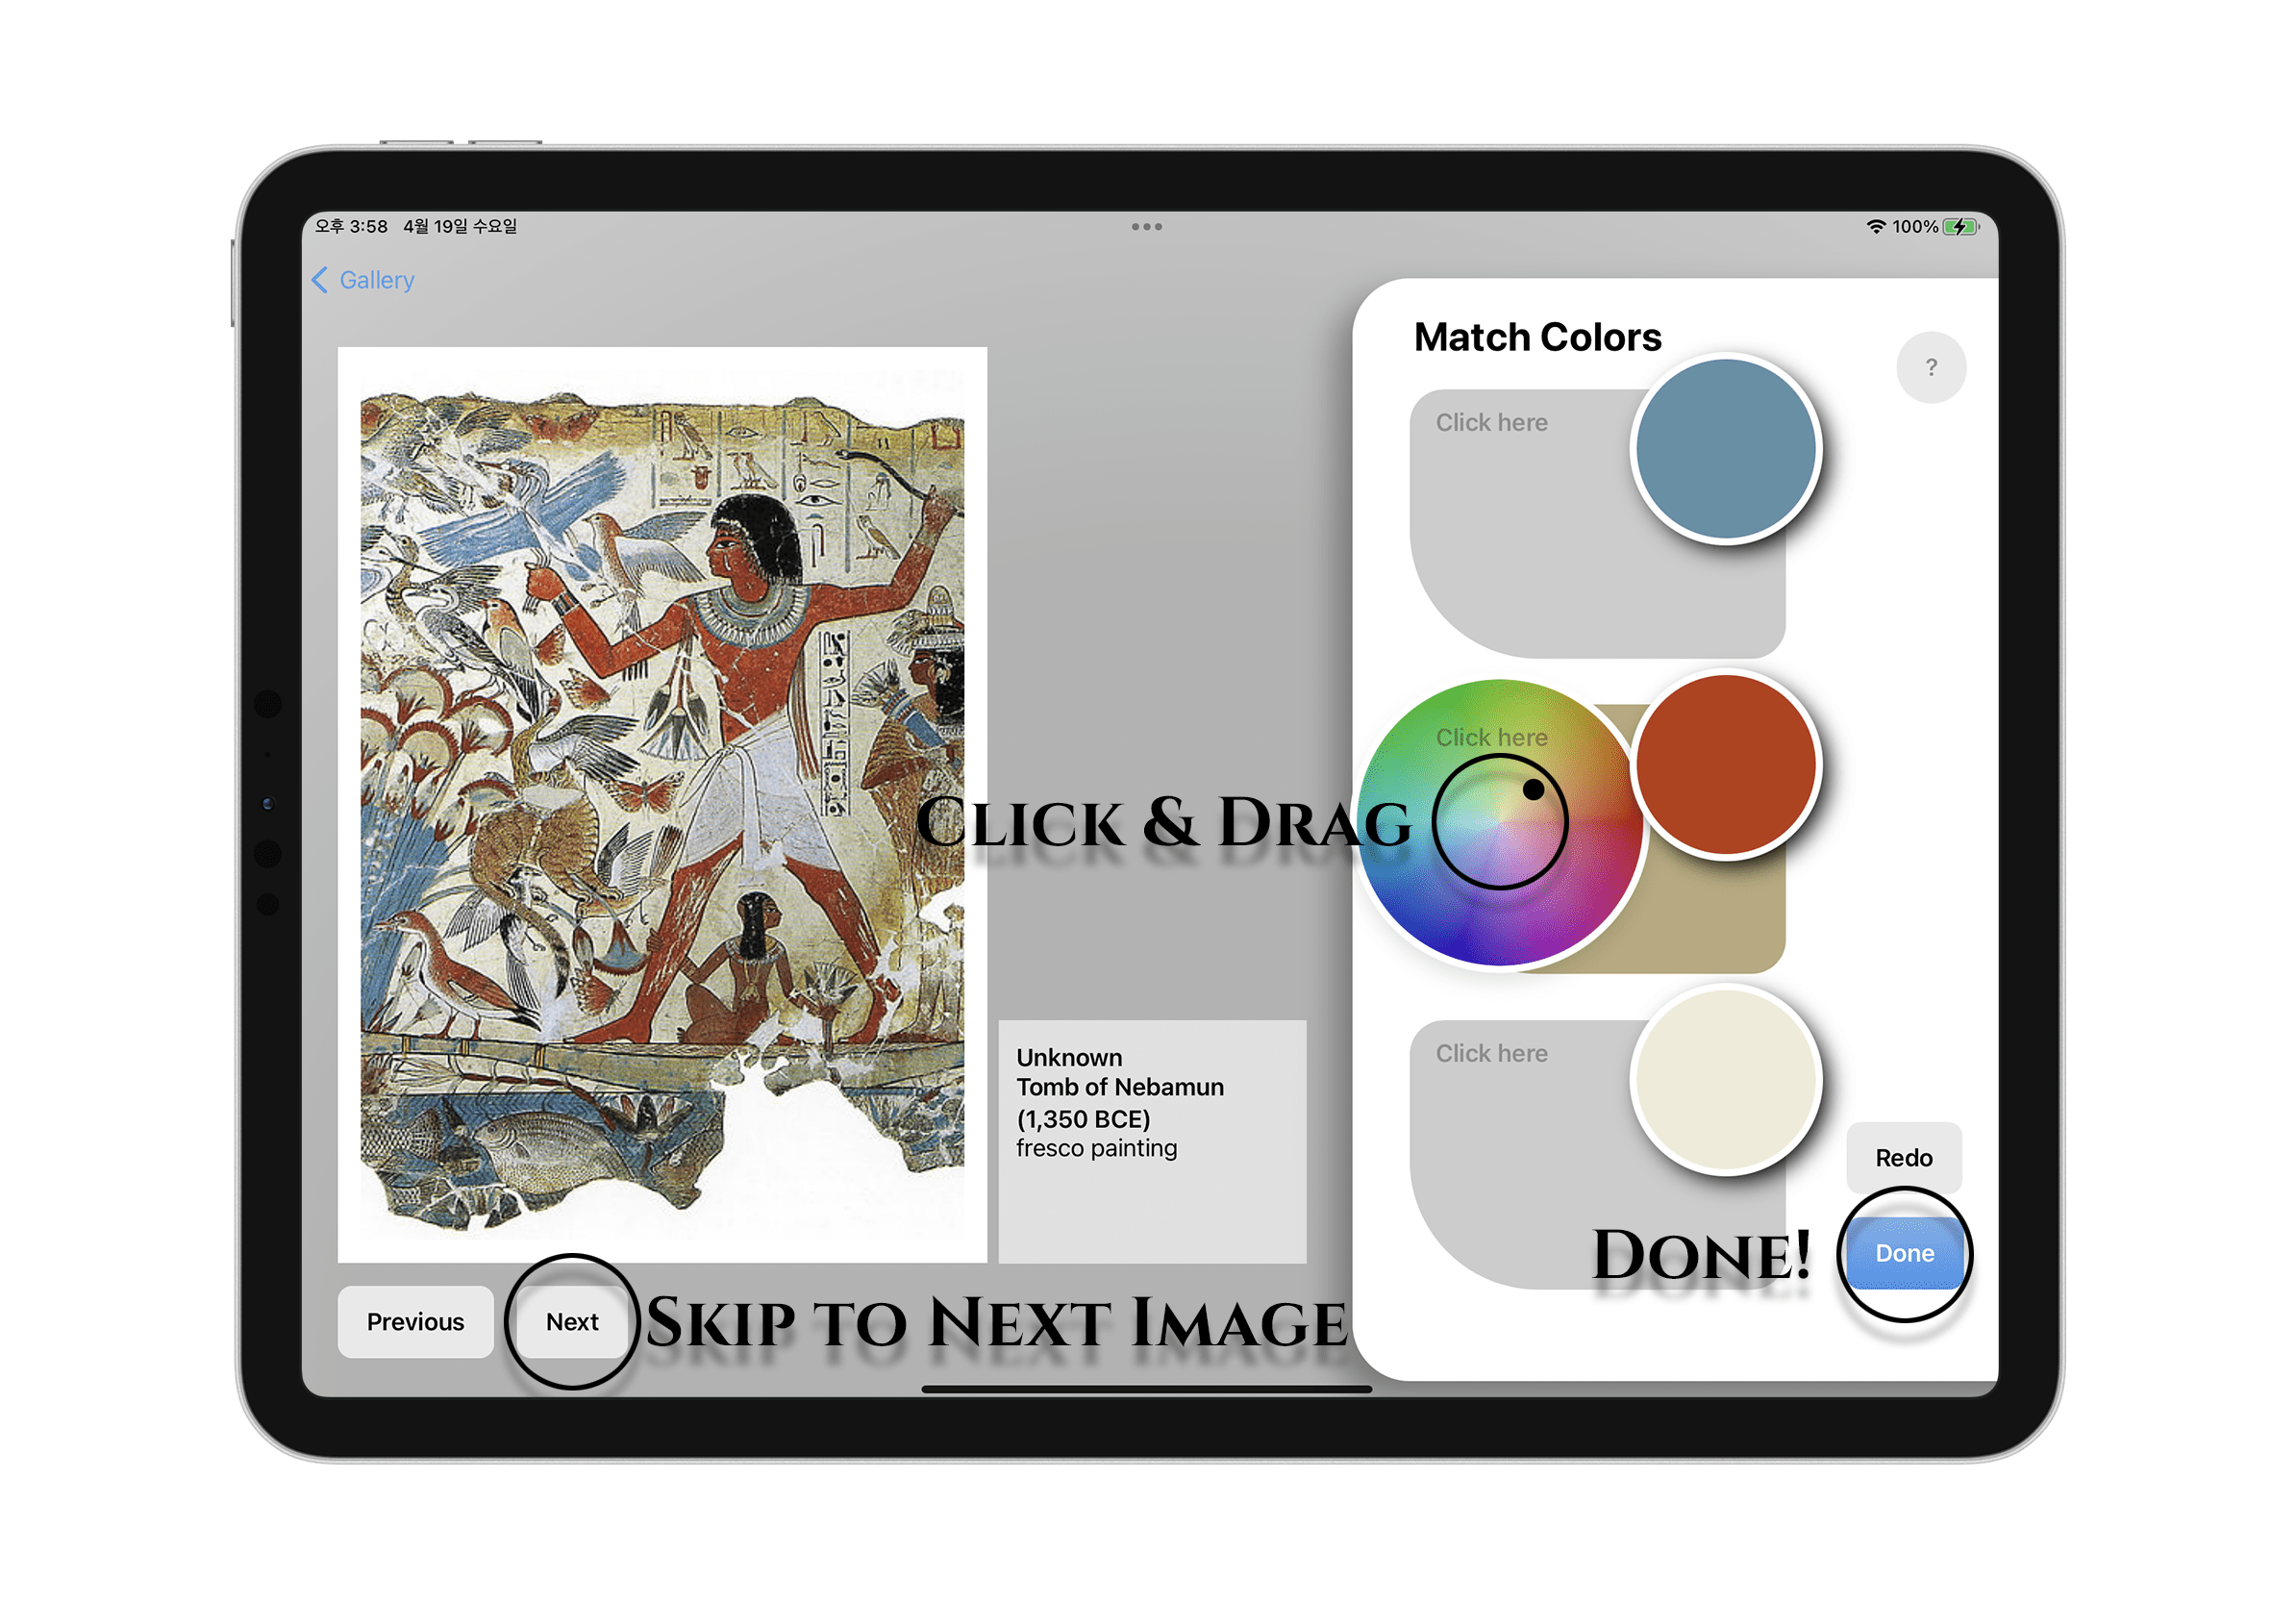 오후 3:58 4월 19일 수요일
100%
Gallery
Match Colors
?
Click here
Click here
Click & Drag
Click here
Unknown
Tomb of Nebamun
(1,350 BCE)
fresco painting
Redo
Done!
Done
Previous
Next
Skip to Next Image